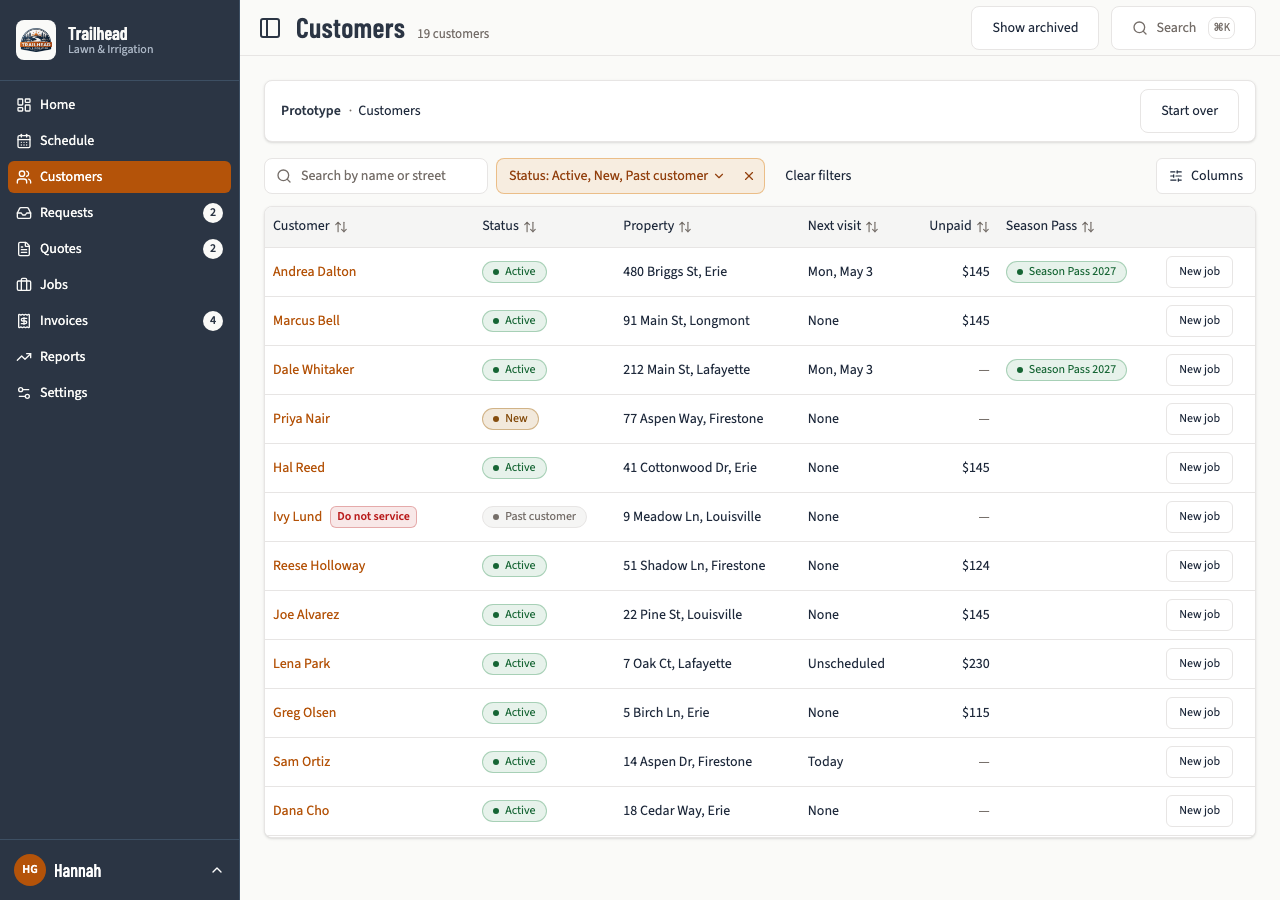 Trailhead
Lawn & Irrigation
Home
Schedule
Customers
Requests 2
Quotes 2
Jobs
Invoices 4
Reports
Settings
HG Hannah
Customers 19 customers
Show archived
Search ⌘K
Prototype · Customers
Start over
Search by name or street
Status: Active, New, Past customer
Clear filters
Columns
Customer Status Property Next visit Unpaid Season Pass
Andrea Dalton Active 480 Briggs St, Erie Mon, May 3 $145 Season Pass 2027 New job
Marcus Bell Active 91 Main St, Longmont None $145 New job
Dale Whitaker Active 212 Main St, Lafayette Mon, May 3 — Season Pass 2027 New job
Priya Nair New 77 Aspen Way, Firestone None — New job
Hal Reed Active 41 Cottonwood Dr, Erie None $145 New job
Ivy Lund Do not service Past customer 9 Meadow Ln, Louisville None — New job
Reese Holloway Active 51 Shadow Ln, Firestone None $124 New job
Joe Alvarez Active 22 Pine St, Louisville None $145 New job
Lena Park Active 7 Oak Ct, Lafayette Unscheduled $230 New job
Greg Olsen Active 5 Birch Ln, Erie None $115 New job
Sam Ortiz Active 14 Aspen Dr, Firestone Today — New job
Dana Cho Active 18 Cedar Way, Erie None — New job